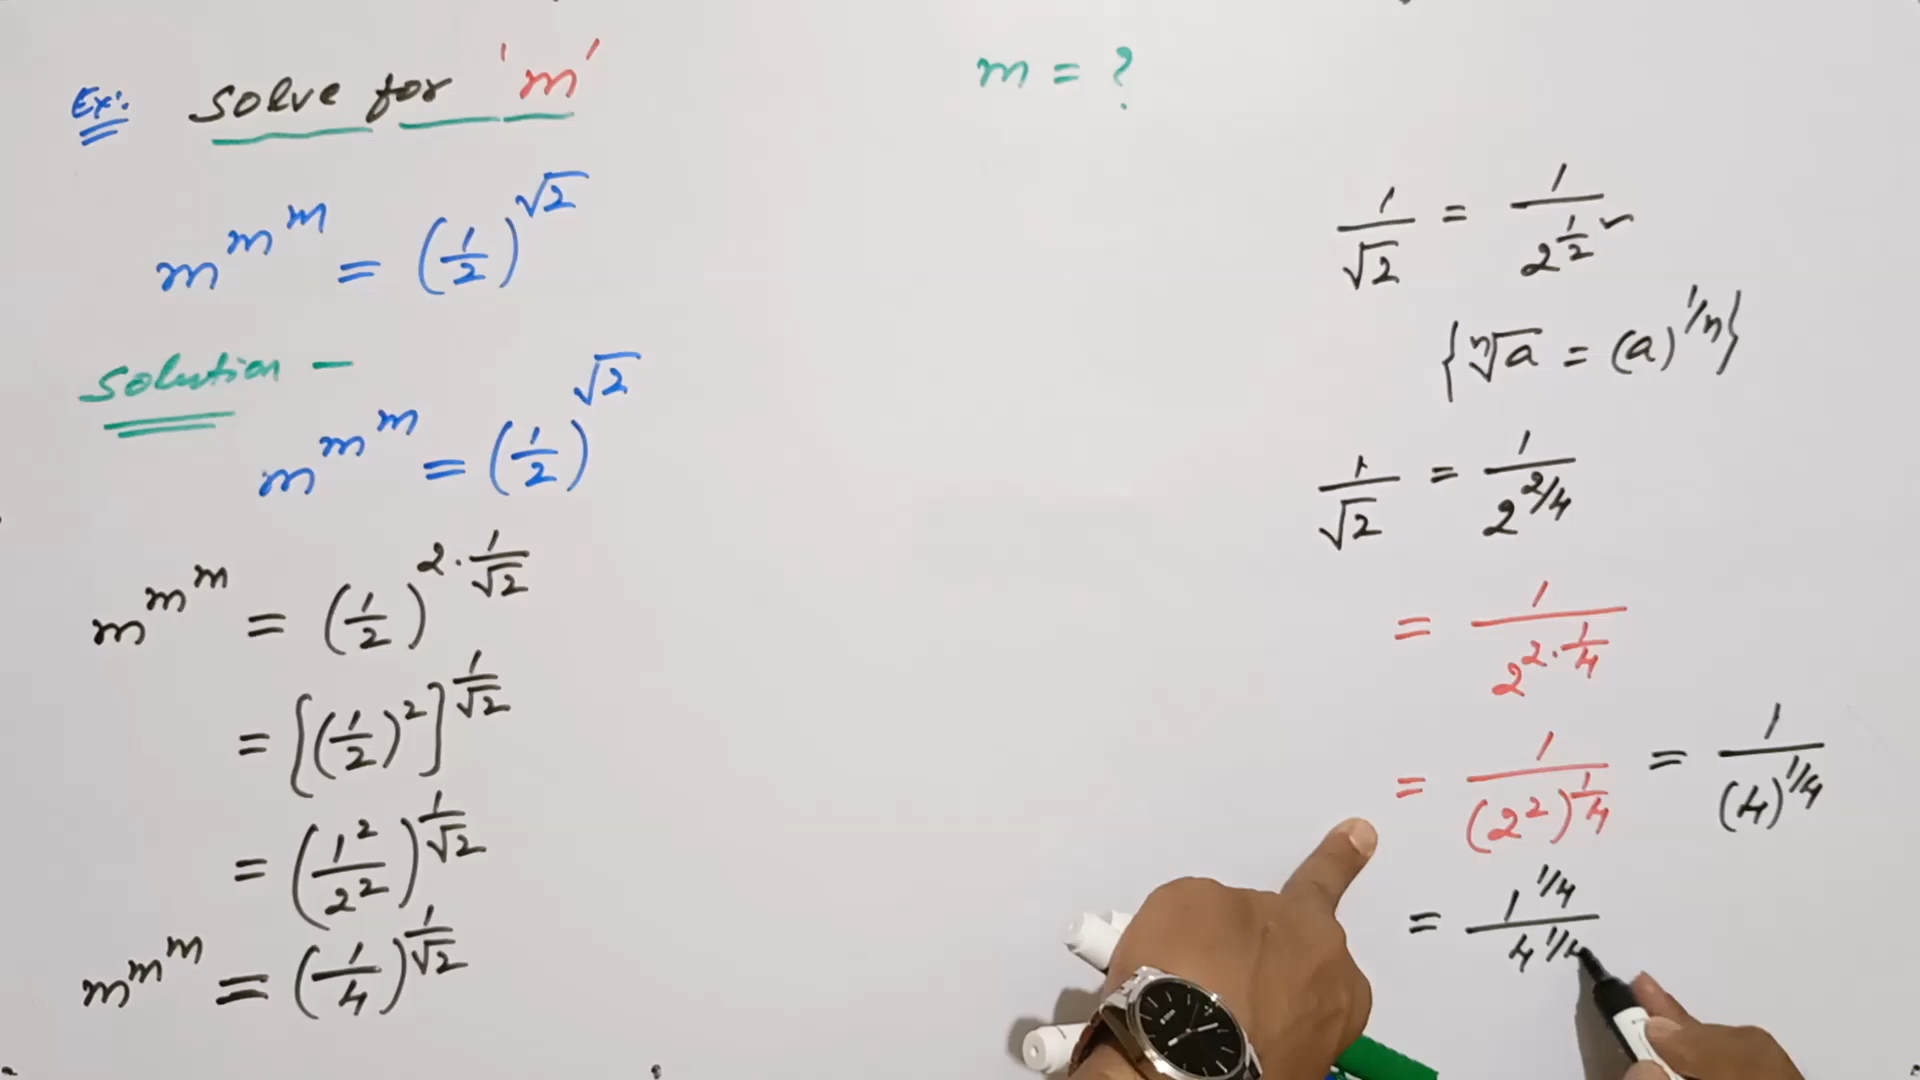 Ex:. Solve for 'm'
m^m^m = (1/2)^√2
Solution –
m^m^m = (1/2)^√2
m^m^m = (1/2)^2·1/√2
= [(1/2)^2]^1/√2
= (1^2/2^2)^1/√2
m^m^m = (1/4)^1/√2
m = ?
1/√2 = 1/2^1/2 ✓
{ⁿ√a = (a)^1/n}
1/√2 = 1/2^2/4
= 1/2^2·1/4
= 1/(2^2)^1/4 = 1/(4)^1/4
= 1^1/4/4^1/4